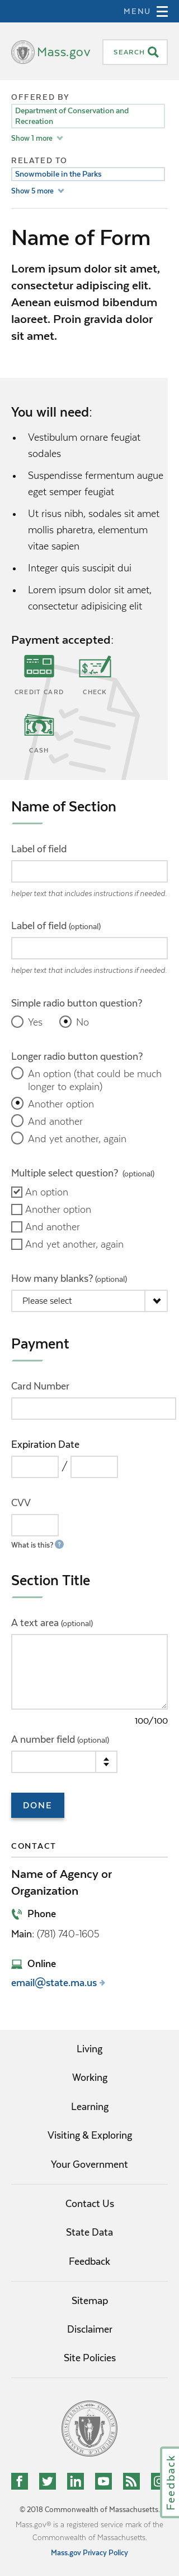 MENU
Mass.gov
SEARCH
OFFERED BY
Department of Conservation and
Recreation
Show 1 more
RELATED TO
Snowmobile in the Parks
Show 5 more
Name of Form
Lorem ipsum dolor sit amet,
consectetur adipiscing elit.
Aenean euismod bibendum
laoreet. Proin gravida dolor
sit amet.
You will need:
• Vestibulum ornare feugiat
sodales
• Suspendisse fermentum augue
eget semper feugiat
• Ut risus nibh, sodales sit amet
mollis pharetra, elementum
vitae sapien
• Integer quis suscipit dui
• Lorem ipsum dolor sit amet,
consectetur adipisicing elit
Payment accepted:
CREDIT CARD CHECK
CASH
Name of Section
Label of field
helper text that includes instructions if needed.
Label of field (optional)
helper text that includes instructions if needed.
Simple radio button question?
Yes No
Longer radio button question?
An option (that could be much
longer to explain)
Another option
And another
And yet another, again
Multiple select question? (optional)
An option
Another option
And another
And yet another, again
How many blanks? (optional)
Please select
Payment
Card Number
Expiration Date
/
CVV
What is this? ?
Section Title
A text area (optional)
100/100
A number field (optional)
DONE
CONTACT
Name of Agency or
Organization
Phone
Main: (781) 740-1605
Online
email@state.ma.us
Living
Working
Learning
Visiting & Exploring
Your Government
Contact Us
State Data
Feedback
Sitemap
Disclaimer
Site Policies
Feedback
© 2018 Commonwealth of Massachusetts.
Mass.gov® is a registered service mark of the
Commonwealth of Massachusetts.
Mass.gov Privacy Policy